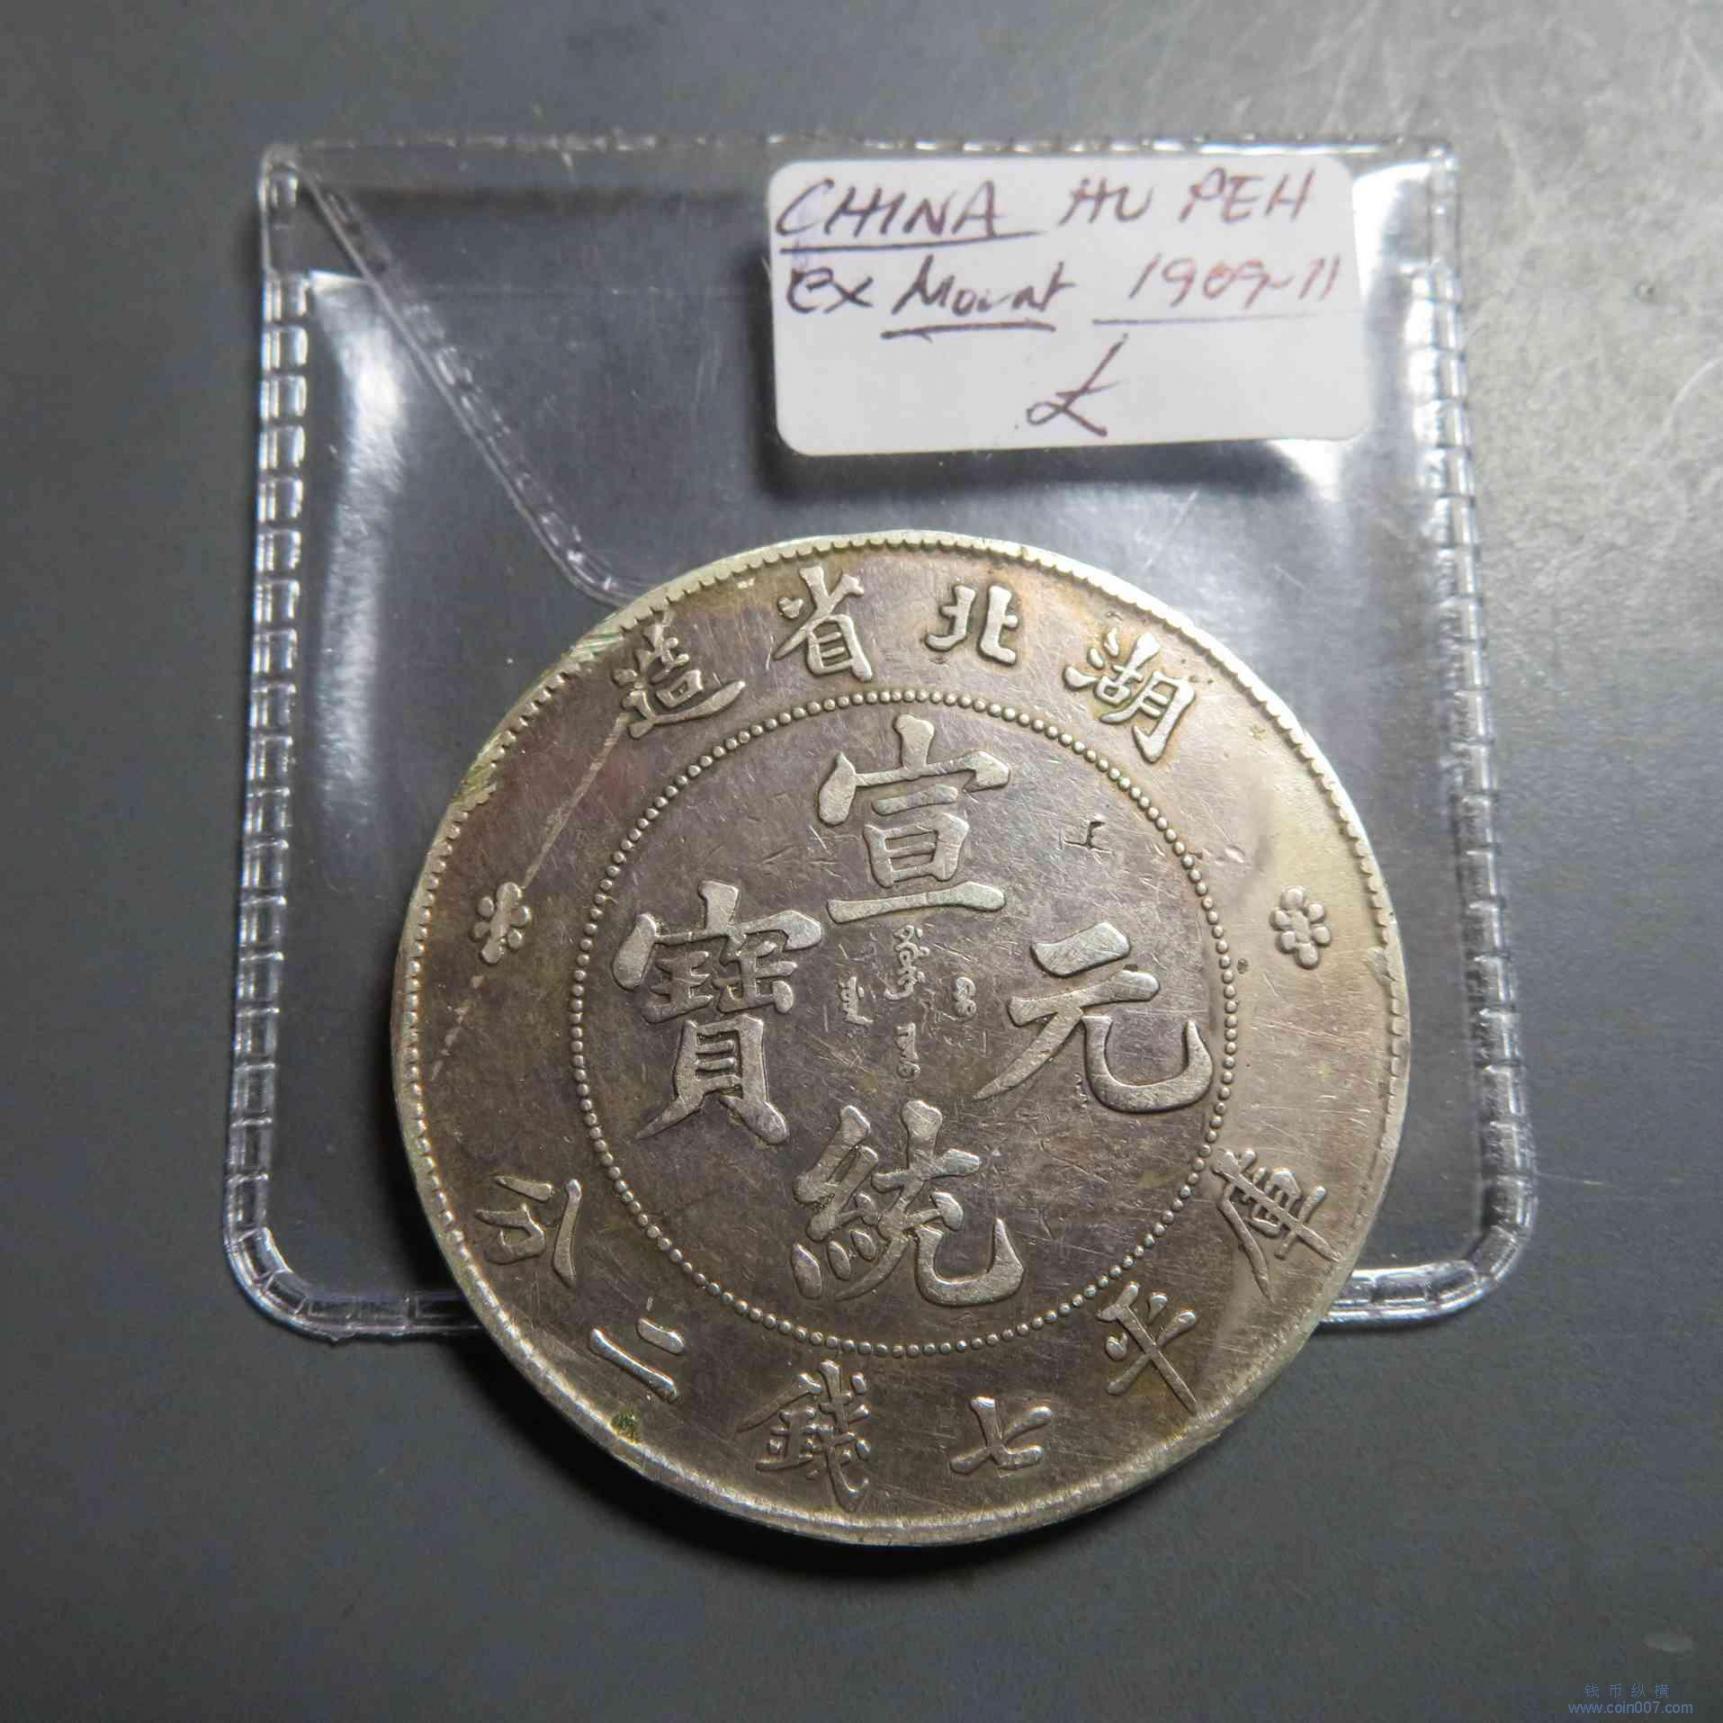 CHINA HU PEH
Ex Mount 1909-11
£
湖北省造
宣統元寶
庫平七錢二分
钱币纵横
www.coin007.com